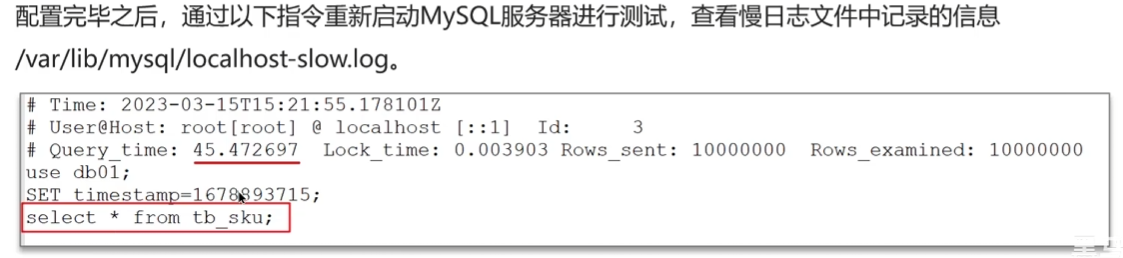 配置完毕之后，通过以下指令重新启动MySQL服务器进行测试，查看慢日志文件中记录的信息
/var/lib/mysql/localhost-slow.log。
# Time: 2023-03-15T15:21:55.178101Z
# User@Host: root[root] @ localhost [::1]  Id:     3
# Query_time: 45.472697  Lock_time: 0.003903 Rows_sent: 10000000  Rows_examined: 10000000
use db01;
SET timestamp=1678893715;
select * from tb_sku;